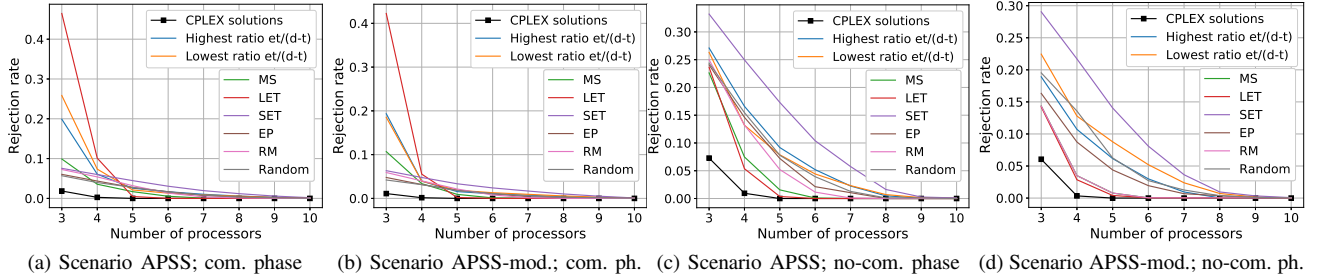 CPLEX solutions
Highest ratio et/(d-t)
Lowest ratio et/(d-t)
MS
LET
SET
EP
RM
Random
Rejection rate
0.4
0.3
0.2
0.1
0.0
3 4 5 6 7 8 9 10
Number of processors
(a) Scenario APSS; com. phase
CPLEX solutions
Highest ratio et/(d-t)
Lowest ratio et/(d-t)
MS
LET
SET
EP
RM
Random
Rejection rate
0.4
0.3
0.2
0.1
0.0
3 4 5 6 7 8 9 10
Number of processors
(b) Scenario APSS-mod.; com. ph.
CPLEX solutions
Highest ratio et/(d-t)
Lowest ratio et/(d-t)
MS
LET
SET
EP
RM
Random
Rejection rate
0.30
0.25
0.20
0.15
0.10
0.05
0.00
3 4 5 6 7 8 9 10
Number of processors
(c) Scenario APSS; no-com. phase
CPLEX solutions
Highest ratio et/(d-t)
Lowest ratio et/(d-t)
MS
LET
SET
EP
RM
Random
Rejection rate
0.30
0.25
0.20
0.15
0.10
0.05
0.00
3 4 5 6 7 8 9 10
Number of processors
(d) Scenario APSS-mod.; no-com. ph.